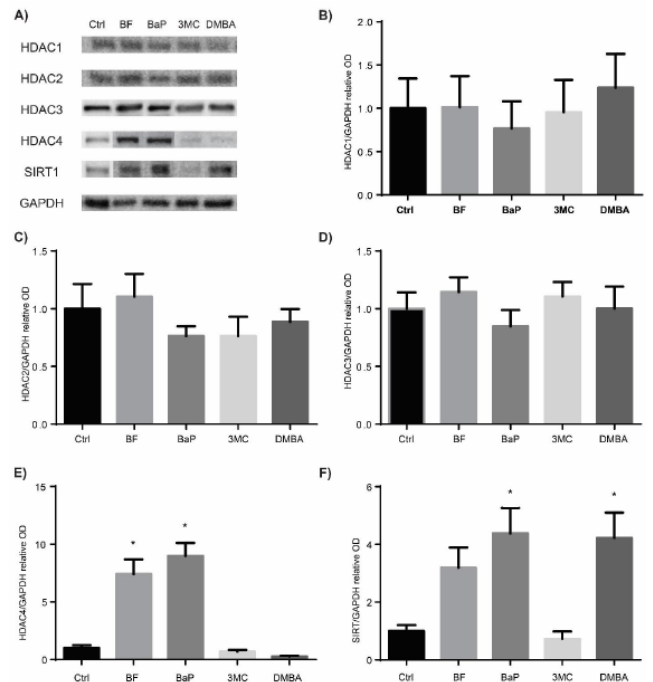 A)
Ctrl BF BaP 3MC DMBA
HDAC1
HDAC2
HDAC3
HDAC4
SIRT1
GAPDH
B)
HDAC1/GAPDH relative OD
2.0
1.5
1.0
0.5
0.0
Ctrl BF BaP 3MC DMBA
C)
HDAC2/GAPDH relative OD
1.5
1.0
0.5
0.0
Ctrl BF BaP 3MC DMBA
D)
HDAC3/GAPDH relative OD
1.5
1.0
0.5
0.0
Ctrl BF BaP 3MC DMBA
E)
HDAC4/GAPDH relative OD
15
10
5
0
* *
Ctrl BF BaP 3MC DMBA
F)
SIRT/GAPDH relative OD
6
4
2
0
* *
Ctrl BF BaP 3MC DMBA